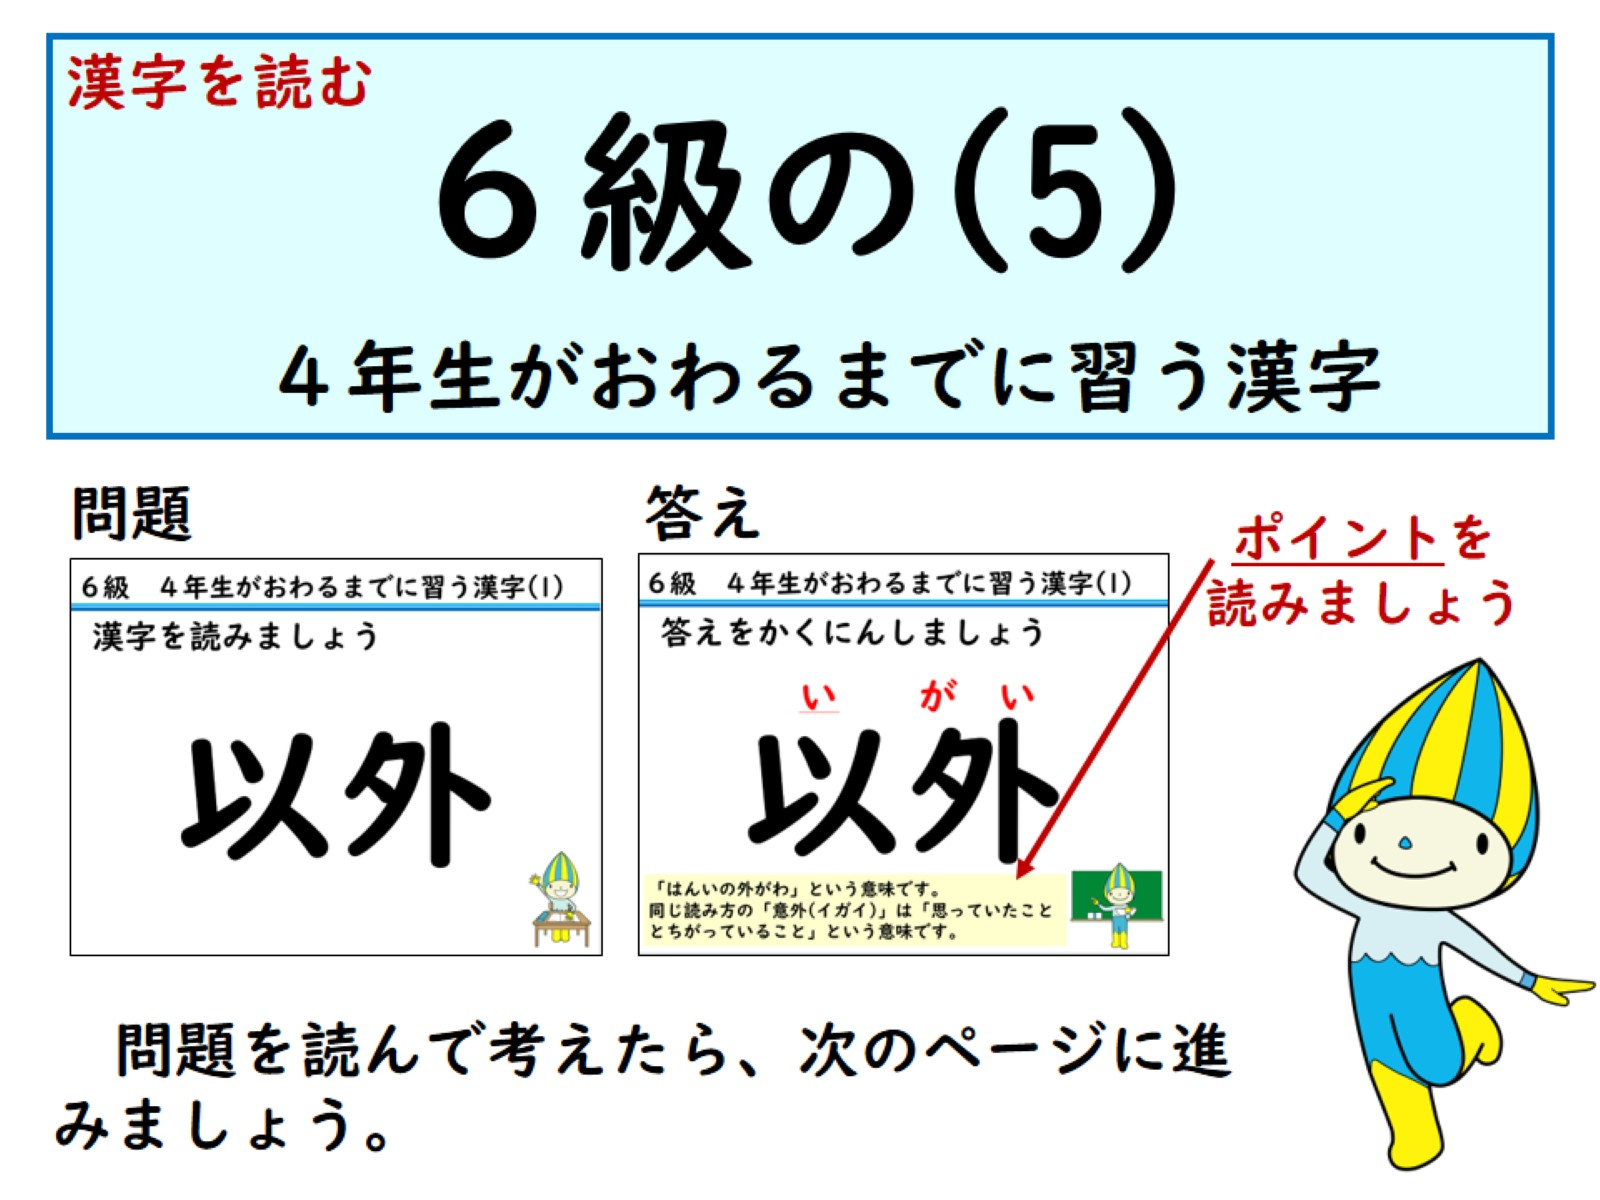 漢字を読む
６級の(5)
４年生がおわるまでに習う漢字
問題
６級　４年生がおわるまでに習う漢字(1)
漢字を読みましょう
以外
答え
６級　４年生がおわるまでに習う漢字(1)
答えをかくにんしましょう
い　が　い
以外
「はんいの外がわ」という意味です。
同じ読み方の「意外(イガイ)」は「思っていたこと
とちがっていること」という意味です。
ポイントを
読みましょう
問題を読んで考えたら、次のページに進
みましょう。